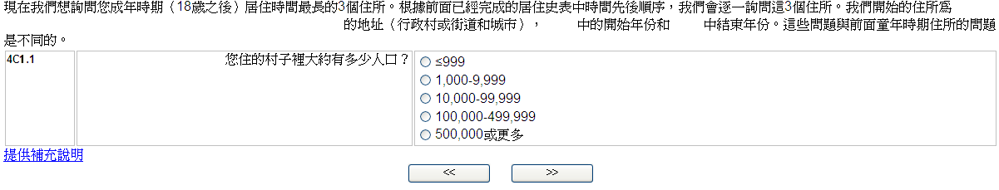 現在我們想詢問您成年時期（18歲之後）居住時間最長的3個住所。根據前面已經完成的居住史表中時間先後順序，我們會逐一詢問這3個住所。我們開始的住所為
的地址（行政村或街道和城市）， 中的開始年份和 中結束年份。這些問題與前面童年時期住所的問題
是不同的。
4C1.1
您住的村子裡大約有多少人口？
≤999
1,000-9,999
10,000-99,999
100,000-499,999
500,000或更多
提供補充說明
<< >>